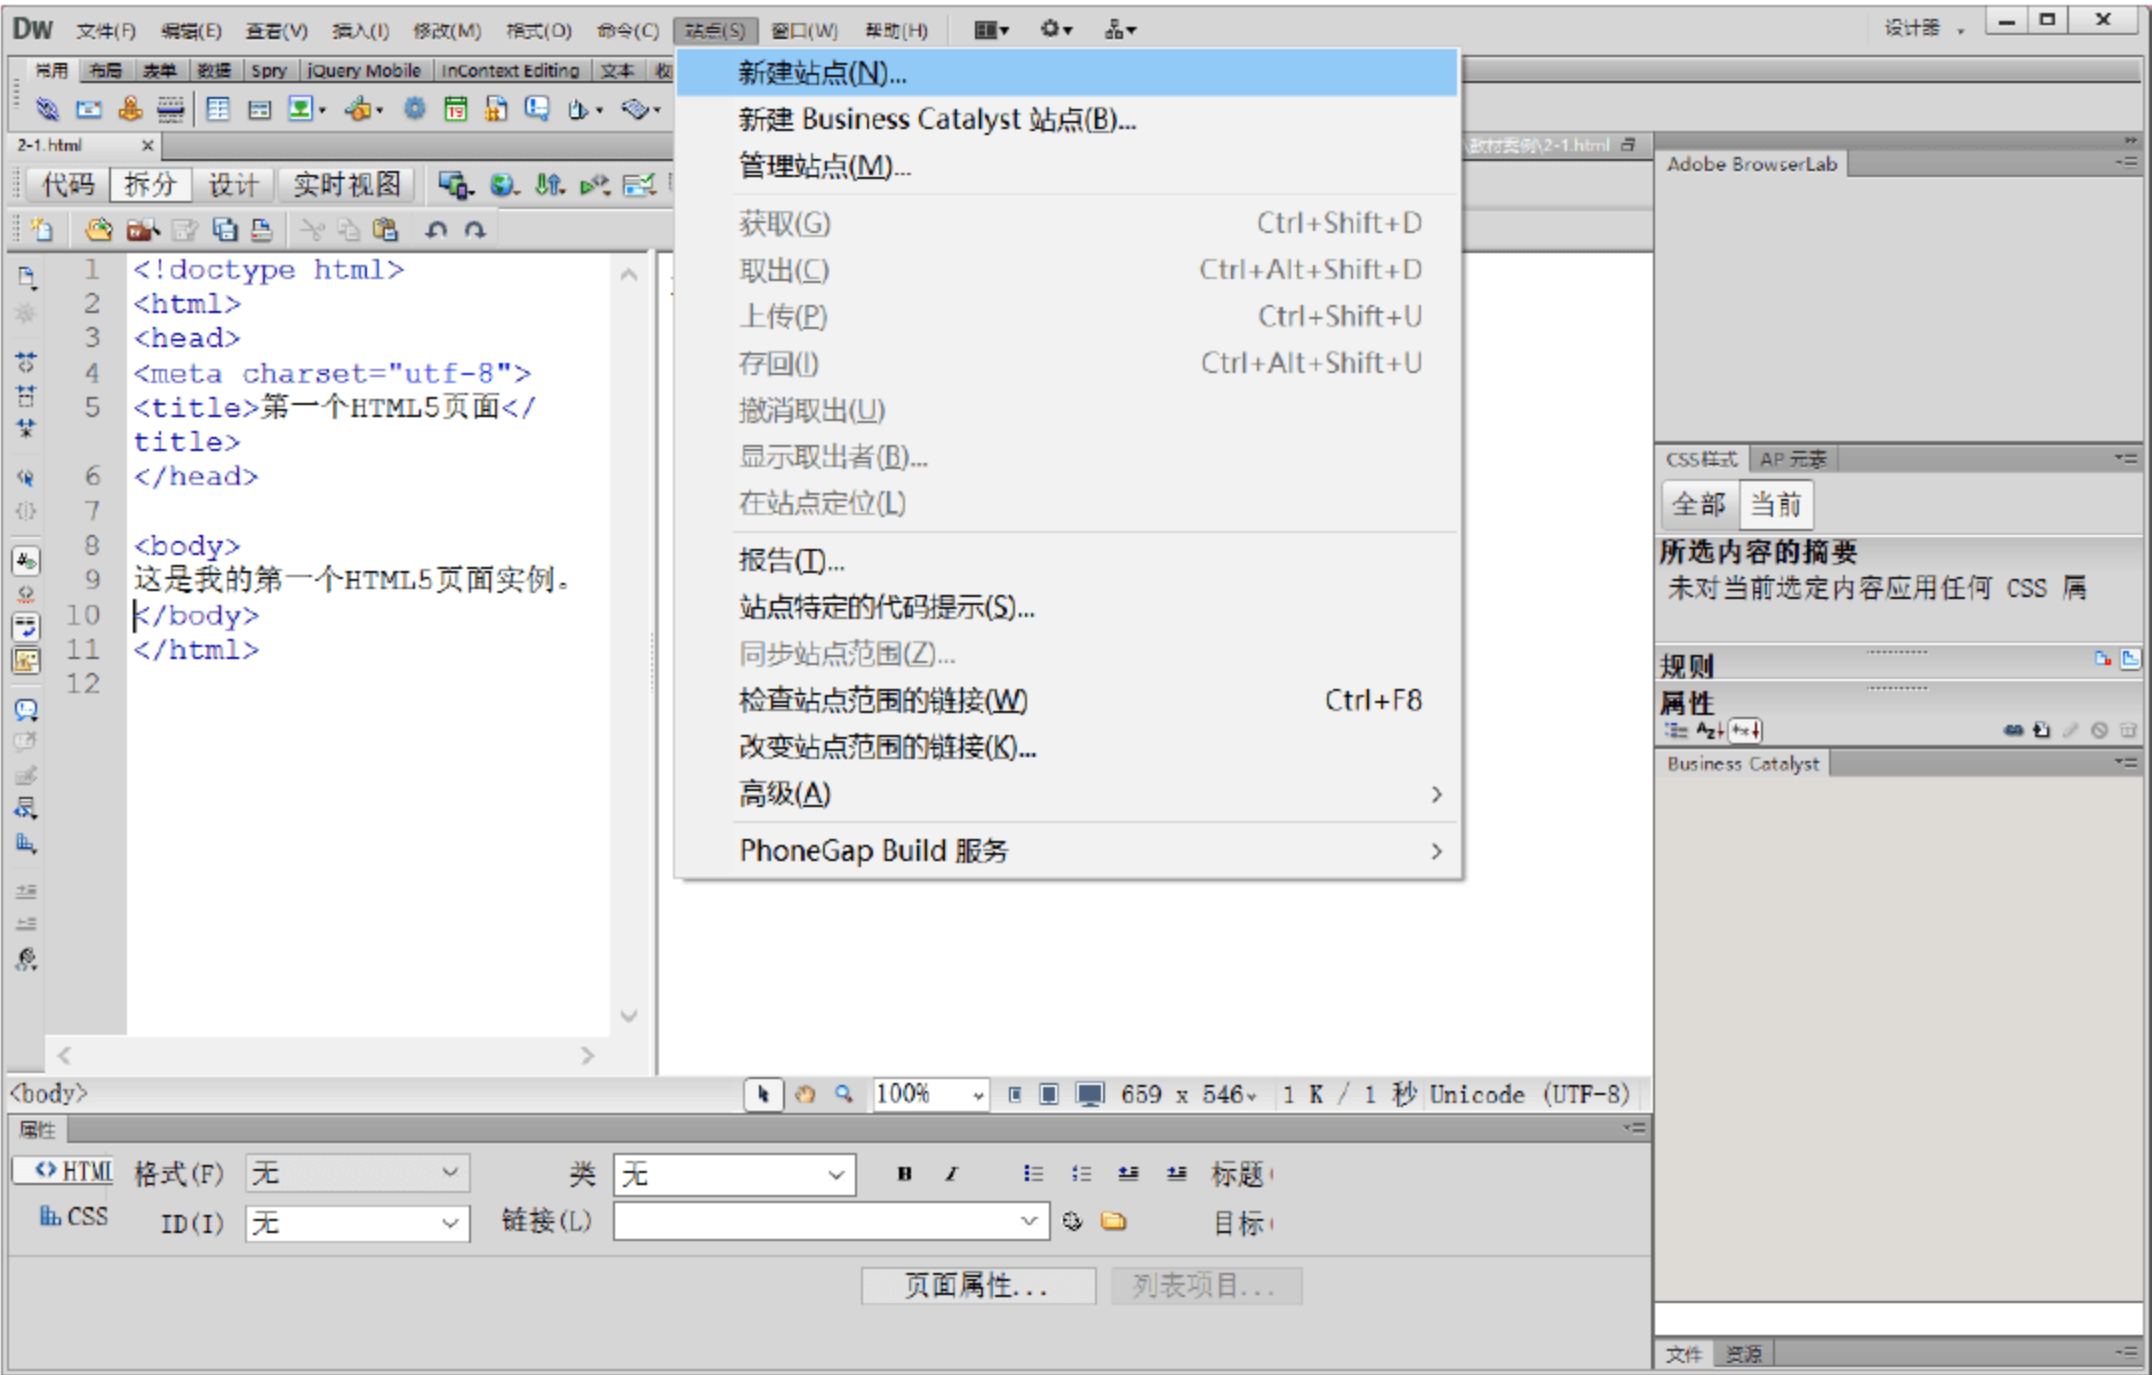 DW 文件(F) 编辑(E) 查看(V) 插入(I) 修改(M) 格式(O) 命令(C) 站点(S) 窗口(W) 帮助(H) 设计器
常用 布局 表单 数据 Spry jQuery Mobile InContext Editing 文本
2-1.html
\教材案例\2-1.html
代码 拆分 设计 实时视图
新建站点(N)...
新建 Business Catalyst 站点(B)...
管理站点(M)...
获取(G) Ctrl+Shift+D
取出(C) Ctrl+Alt+Shift+D
上传(P) Ctrl+Shift+U
存回(I) Ctrl+Alt+Shift+U
撤消取出(U)
显示取出者(B)...
在站点定位(L)
报告(T)...
站点特定的代码提示(S)...
同步站点范围(Z)...
检查站点范围的链接(W) Ctrl+F8
改变站点范围的链接(K)...
高级(A)
PhoneGap Build 服务
1 <!doctype html>
2 <html>
3 <head>
4 <meta charset="utf-8">
5 <title>第一个HTML5页面</
title>
6 </head>
7
8 <body>
9 这是我的第一个HTML5页面实例。
10 </body>
11 </html>
12
Adobe BrowserLab
CSS样式 AP 元素
全部 当前
所选内容的摘要
未对当前选定内容应用任何 CSS 属
规则
属性
Business Catalyst
<body> 100% 659 x 546 1 K / 1 秒 Unicode (UTF-8)
属性
<> HTML 格式(F) 无 类 无 B I 标题
CSS ID(I) 无 链接(L) 目标
页面属性... 列表项目...
文件 资源